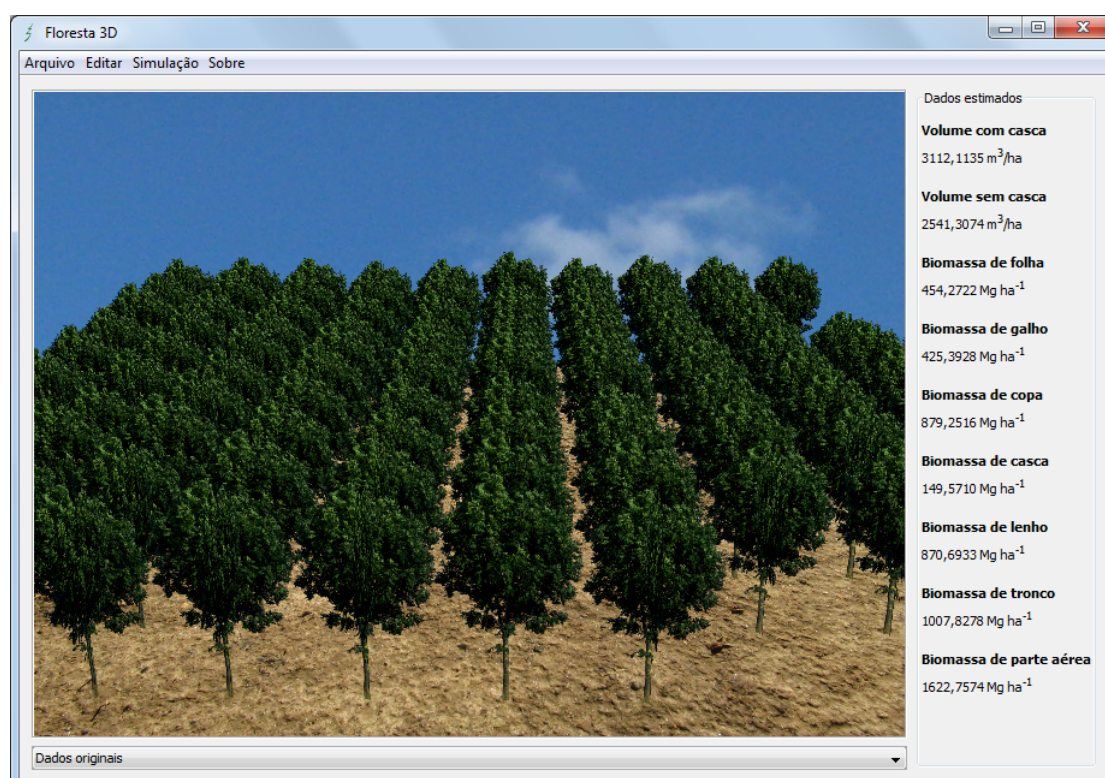 Floresta 3D
Arquivo Editar Simulação Sobre
Dados estimados
Volume com casca
3112,1135 m³/ha
Volume sem casca
2541,3074 m³/ha
Biomassa de folha
454,2722 Mg ha⁻¹
Biomassa de galho
425,3928 Mg ha⁻¹
Biomassa de copa
879,2516 Mg ha⁻¹
Biomassa de casca
149,5710 Mg ha⁻¹
Biomassa de lenho
870,6933 Mg ha⁻¹
Biomassa de tronco
1007,8278 Mg ha⁻¹
Biomassa de parte aérea
1622,7574 Mg ha⁻¹
Dados originais